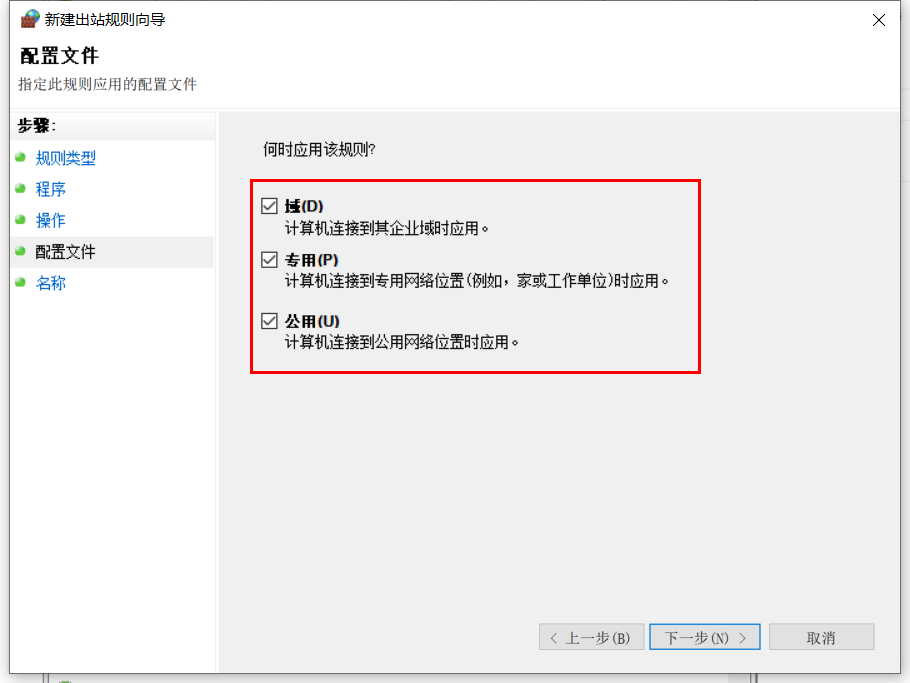 新建出站规则向导
配置文件
指定此规则应用的配置文件
步骤:
规则类型
程序
操作
配置文件
名称
何时应用该规则?
域(D)
计算机连接到其企业域时应用。
专用(P)
计算机连接到专用网络位置(例如，家或工作单位)时应用。
公用(U)
计算机连接到公用网络位置时应用。
< 上一步(B)
下一步(N) >
取消